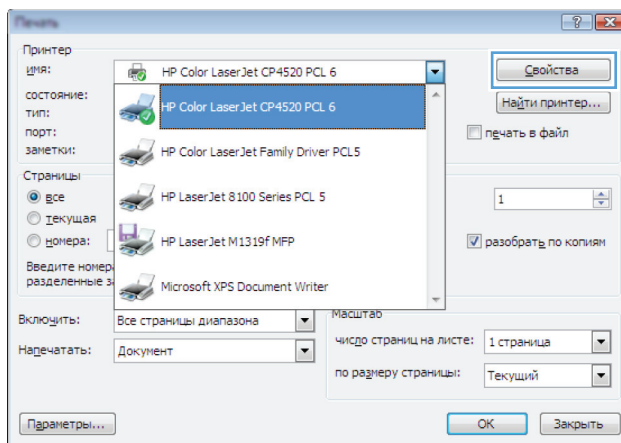 Печать
Принтер
имя:
HP Color LaserJet CP4520 PCL 6
Свойства
состояние:
HP Color LaserJet CP4520 PCL 6
Найти принтер...
тип:
порт:
HP Color LaserJet Family Driver PCL5
печать в файл
заметки:
Страницы
все
HP LaserJet 8100 Series PCL 5
1
текущая
номера:
HP LaserJet M1319f MFP
разобрать по копиям
Введите номер
разделенные з
Microsoft XPS Document Writer
Включить:
Все страницы диапазона
Масштаб
число страниц на листе:
1 страница
Напечатать:
Документ
по размеру страницы:
Текущий
Параметры...
OK
Закрыть